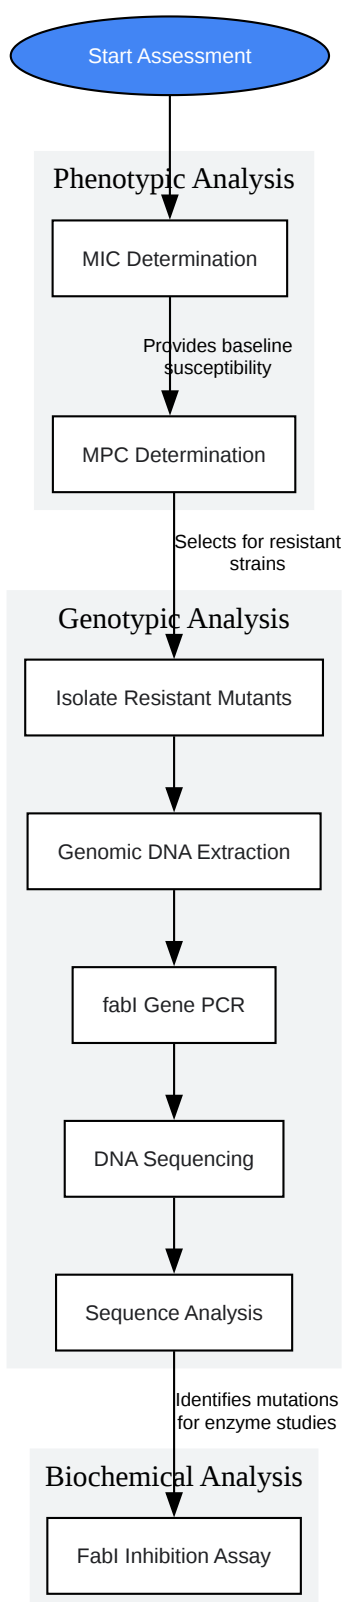 Start Assessment
Phenotypic Analysis
MIC Determination
Provides baseline
susceptibility
MPC Determination
Selects for resistant
strains
Genotypic Analysis
Isolate Resistant Mutants
Genomic DNA Extraction
fabI Gene PCR
DNA Sequencing
Sequence Analysis
Identifies mutations
for enzyme studies
Biochemical Analysis
FabI Inhibition Assay